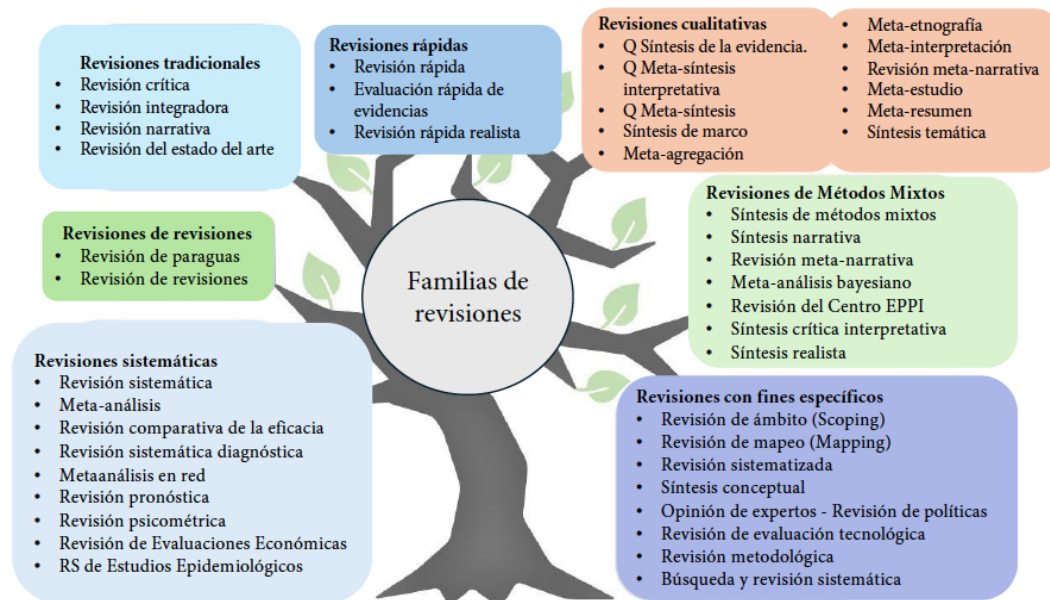 Revisiones tradicionales
• Revisión crítica
• Revisión integradora
• Revisión narrativa
• Revisión del estado del arte
Revisiones rápidas
• Revisión rápida
• Evaluación rápida de
evidencias
• Revisión rápida realista
Revisiones cualitativas
• Q Síntesis de la evidencia.
• Q Meta-síntesis
interpretativa
• Q Meta-síntesis
• Síntesis de marco
• Meta-agregación
• Meta-etnografía
• Meta-interpretación
• Revisión meta-narrativa
• Meta-estudio
• Meta-resumen
• Síntesis temática
Revisiones de revisiones
• Revisión de paraguas
• Revisión de revisiones
Familias de
revisiones
Revisiones de Métodos Mixtos
• Síntesis de métodos mixtos
• Síntesis narrativa
• Revisión meta-narrativa
• Meta-análisis bayesiano
• Revisión del Centro EPPI
• Síntesis crítica interpretativa
• Síntesis realista
Revisiones sistemáticas
• Revisión sistemática
• Meta-análisis
• Revisión comparativa de la eficacia
• Revisión sistemática diagnóstica
• Metaanálisis en red
• Revisión pronóstica
• Revisión psicométrica
• Revisión de Evaluaciones Económicas
• RS de Estudios Epidemiológicos
Revisiones con fines específicos
• Revisión de ámbito (Scoping)
• Revisión de mapeo (Mapping)
• Revisión sistematizada
• Síntesis conceptual
• Opinión de expertos - Revisión de políticas
• Revisión de evaluación tecnológica
• Revisión metodológica
• Búsqueda y revisión sistemática